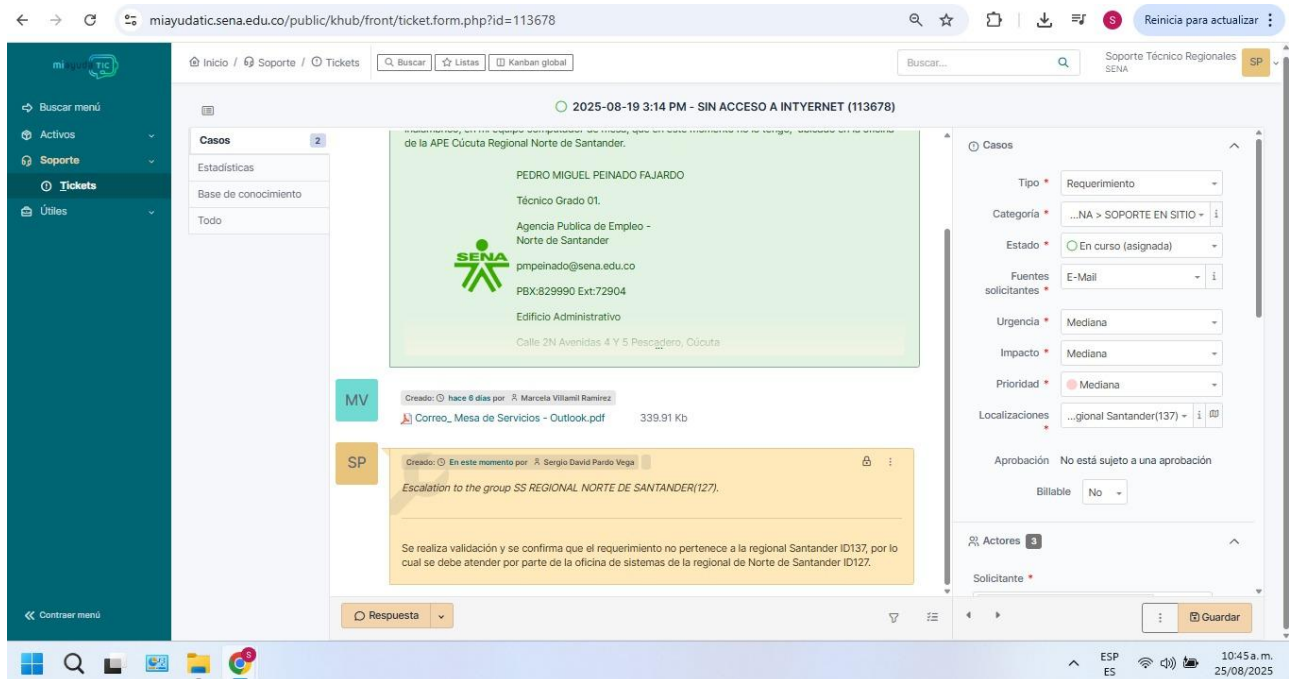 miayudatic.sena.edu.co/public/khub/front/ticket.form.php?id=113678
S
Reinicia para actualizar
mi ayuda TIC
Inicio / Soporte / Tickets
Buscar
Listas
Kanban global
Buscar...
Soporte Técnico Regionales
SENA
SP
Buscar menú
Activos
Soporte
Tickets
Útiles
Contraer menú
2025-08-19 3:14 PM - SIN ACCESO A INTYERNET (113678)
Casos 2
Estadísticas
Base de conocimiento
Todo
de la APE Cúcuta Regional Norte de Santander.
PEDRO MIGUEL PEINADO FAJARDO
Técnico Grado 01.
Agencia Publica de Empleo -
Norte de Santander
SENA
pmpeinado@sena.edu.co
PBX:829990 Ext:72904
Edificio Administrativo
Calle 2N Avenidas 4 Y 5 Pescadero, Cúcuta
...
MV
Creado: hace 6 días por Marcela Villamil Ramirez
Correo_ Mesa de Servicios - Outlook.pdf 339.91 Kb
SP
Creado: En este momento por Sergio David Pardo Vega
Escalation to the group SS REGIONAL NORTE DE SANTANDER(127).
Se realiza validación y se confirma que el requerimiento no pertenece a la regional Santander ID137, por lo
cual se debe atender por parte de la oficina de sistemas de la regional de Norte de Santander ID127.
Respuesta
Casos
Tipo * Requerimiento
Categoría * ...NA > SOPORTE EN SITIO i
Estado * En curso (asignada)
Fuentes
solicitantes * E-Mail i
Urgencia * Mediana
Impacto * Mediana
Prioridad * Mediana
Localizaciones
* ...gional Santander(137) i
Aprobación No está sujeto a una aprobación
Billable No
Actores 3
Solicitante *
Guardar
S
ESP
ES
10:45 a. m.
25/08/2025